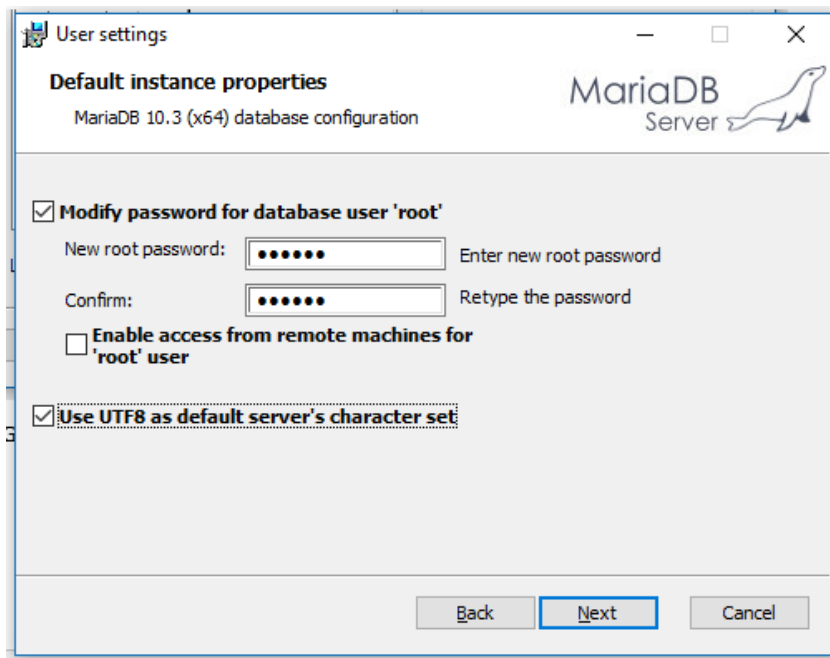 User settings
Default instance properties
MariaDB 10.3 (x64) database configuration
MariaDB
Server
Modify password for database user 'root'
New root password: •••••• Enter new root password
Confirm: •••••• Retype the password
Enable access from remote machines for
'root' user
Use UTF8 as default server's character set
Back Next Cancel